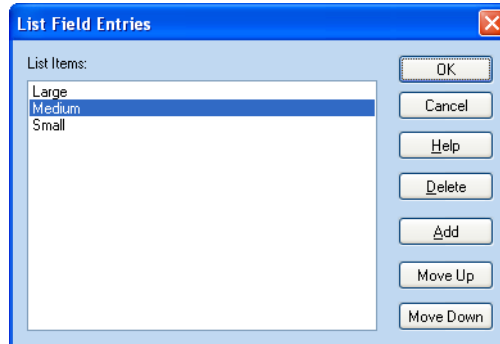 List Field Entries
List Items:
Large
Medium
Small
OK
Cancel
Help
Delete
Add
Move Up
Move Down